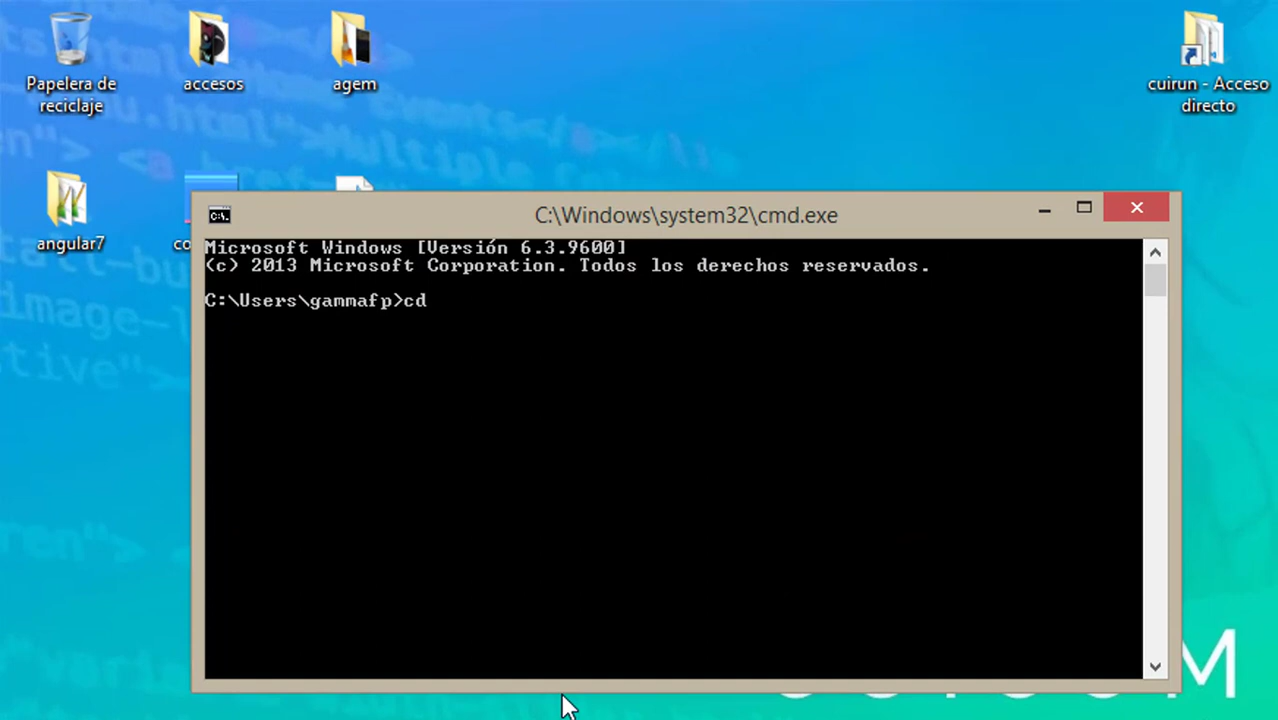 Papelera de
reciclaje
accesos
agem
cuirun - Acceso
directo
angular7
co
C:\Windows\system32\cmd.exe
Microsoft Windows [Versión 6.3.9600]
(c) 2013 Microsoft Corporation. Todos los derechos reservados.
C:\Users\gammafp>cd